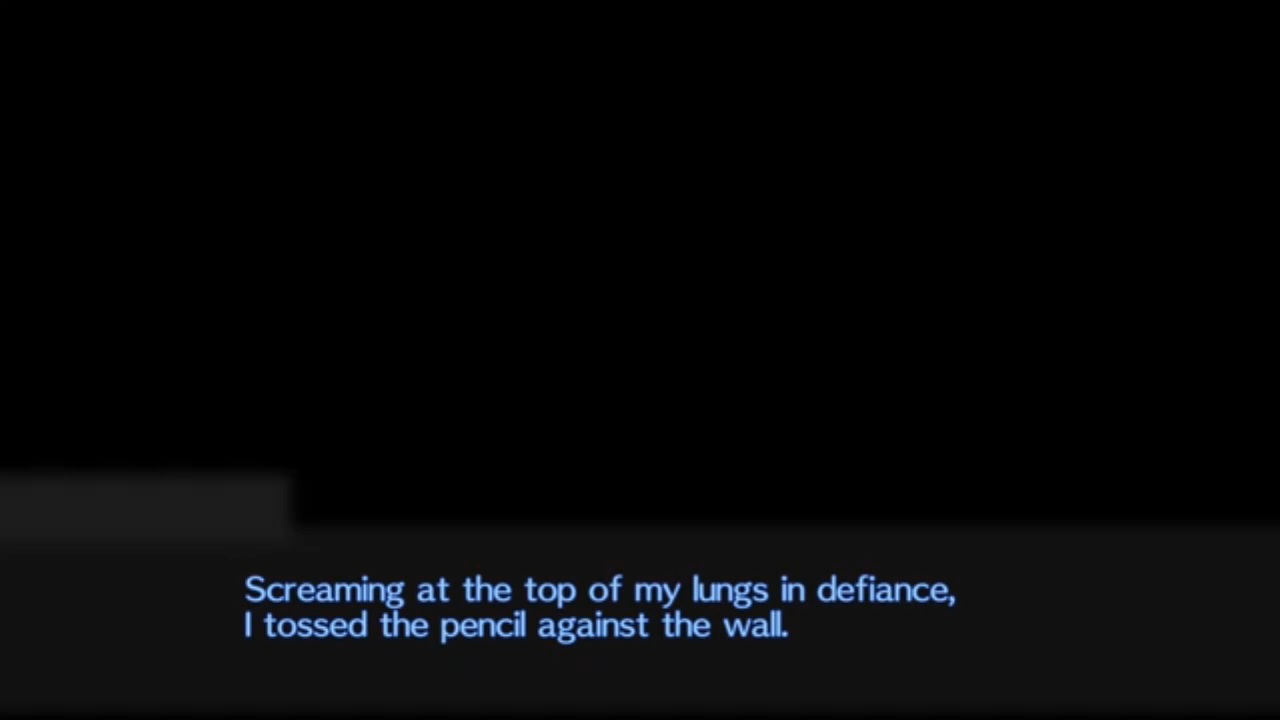 Screaming at the top of my lungs in defiance,
I tossed the pencil against the wall.